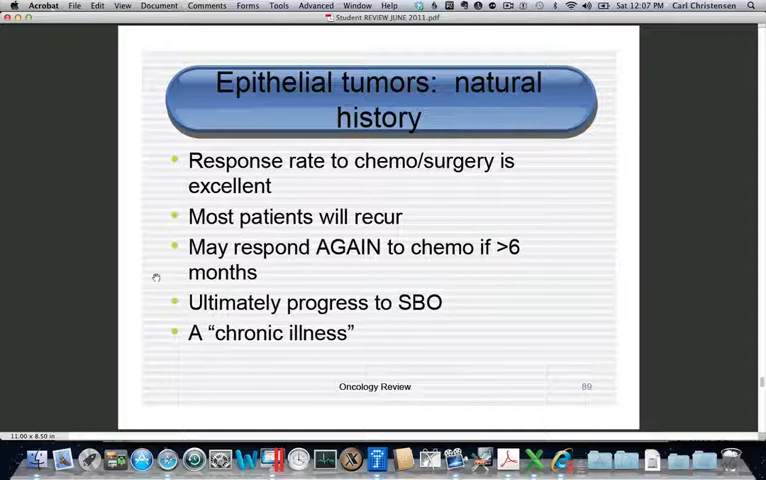 Acrobat File Edit View Document Comments Forms Tools Advanced Window Help Sat 12:07 PM Carl Christensen
Student REVIEW JUNE 2011.pdf
Epithelial tumors: natural
history
Response rate to chemo/surgery is
excellent
Most patients will recur
May respond AGAIN to chemo if >6
months
Ultimately progress to SBO
A “chronic illness”
Oncology Review 89
11.00 x 8.50 in